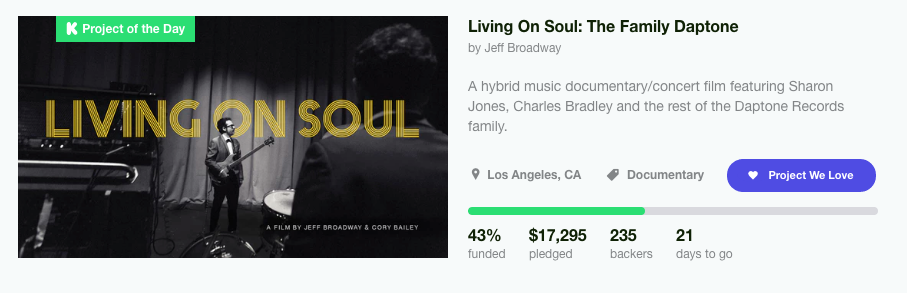 Project of the Day
LIVING ON SOUL
A FILM BY JEFF BROADWAY & CORY BAILEY
Living On Soul: The Family Daptone
by Jeff Broadway
A hybrid music documentary/concert film featuring Sharon
Jones, Charles Bradley and the rest of the Daptone Records
family.
Los Angeles, CA
Documentary
Project We Love
43% $17,295 235 21
funded pledged backers days to go